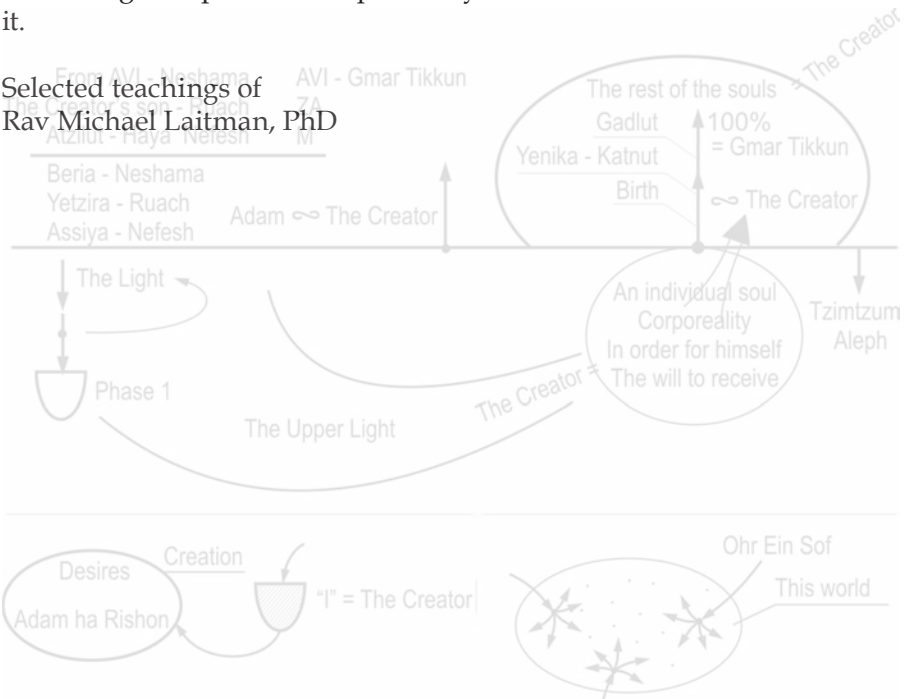 it.
Selected teachings of
Rav Michael Laitman, PhD
From AVI - Neshama
AVI - Gmar Tikkun
The Creator's son - Ruach
ZA
Atzilut - Haya Nefesh
M
Beria - Neshama
Yetzira - Ruach
Assiya - Nefesh
Adam ∾ The Creator
The rest of the souls
= The Creator
Gadlut
100%
= Gmar Tikkun
Yenika - Katnut
Birth
∾ The Creator
The Light
Phase 1
The Upper Light
The Creator =
An individual soul
Corporeality
In order for himself
The will to receive
Tzimtzum
Aleph
Desires
Adam ha Rishon
Creation
"I" = The Creator
Ohr Ein Sof
This world